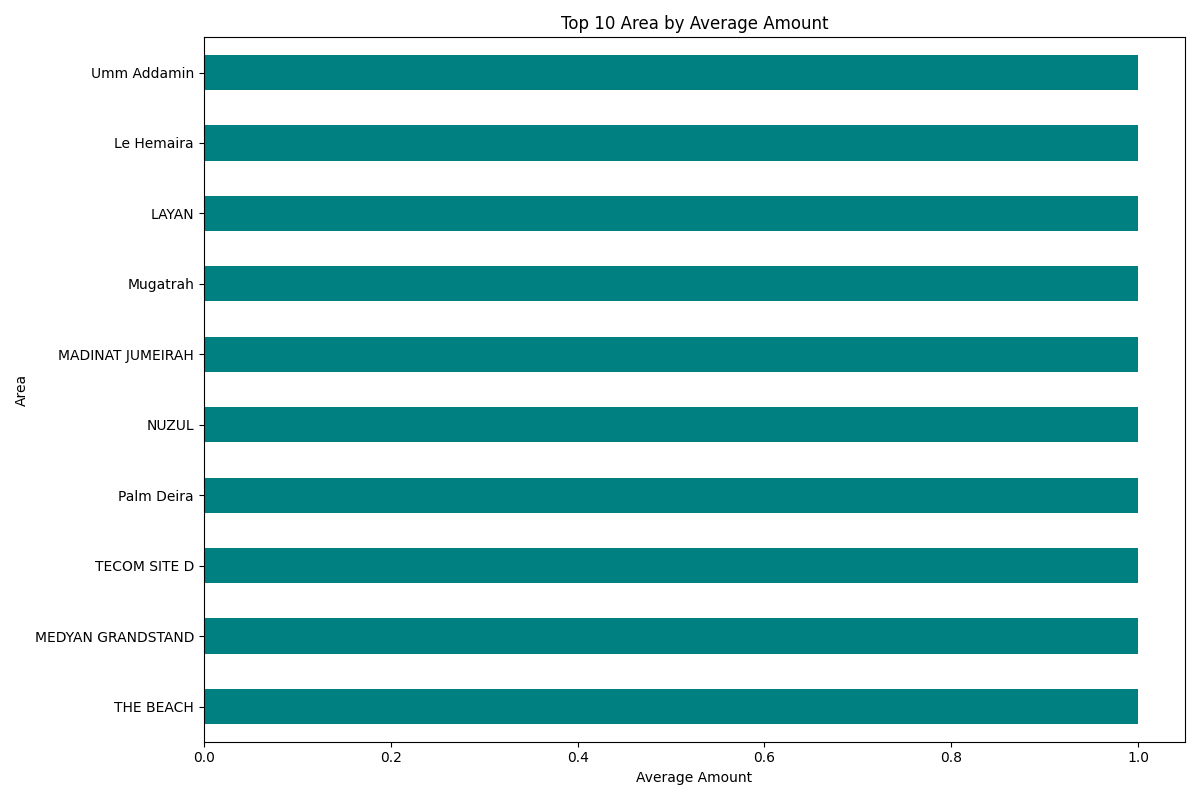 Top 10 Area by Average Amount
Umm Addamin
Le Hemaira
LAYAN
Mugatrah
MADINAT JUMEIRAH
NUZUL
Palm Deira
TECOM SITE D
MEDYAN GRANDSTAND
THE BEACH
Area
0.0 0.2 0.4 0.6 0.8 1.0
Average Amount